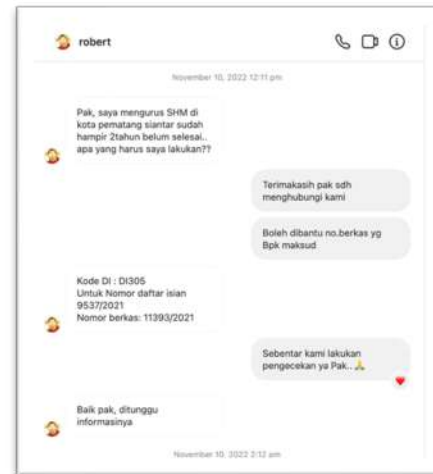 robert
November 10, 2022 12:11 pm
Pak, saya mengurus SHM di
kota pematang siantar sudah
hampir 2tahun belum selesai..
apa yang harus saya lakukan??
Terimakasih pak sdh
menghubungi kami
Boleh dibantu no.berkas yg
Bpk maksud
Kode DI : DI305
Untuk Nomor daftar isian
9537/2021
Nomor berkas: 11393/2021
Sebentar kami lakukan
pengecekan ya Pak.. 🙏
Baik pak, ditunggu
informasinya
November 10, 2022 2:12 am